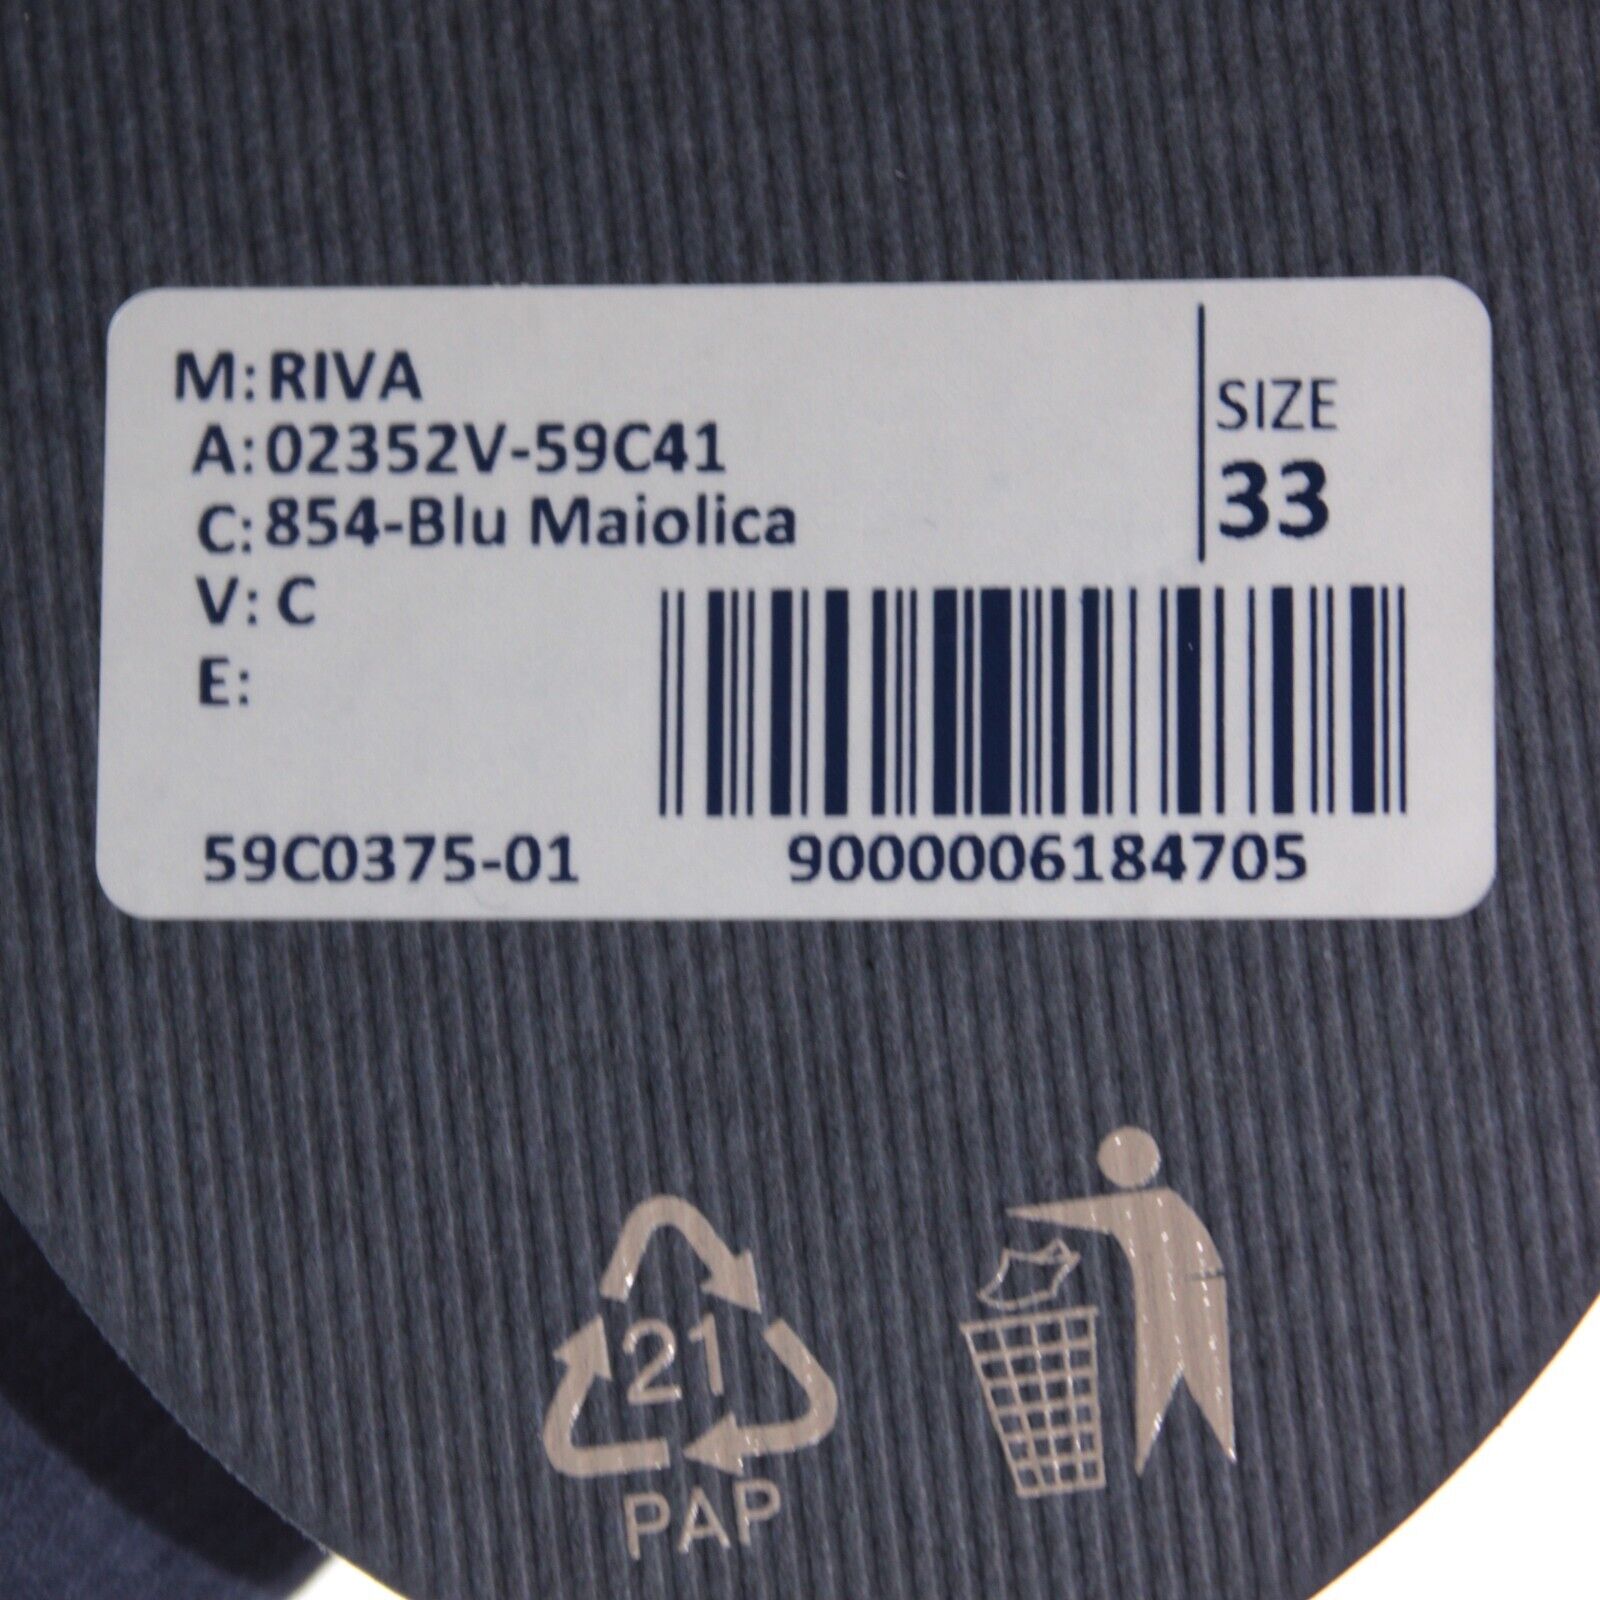 M: RIVA
A: 02352V-59C41
C: 854-Blu Maiolica
V: C
E:
SIZE
33
59C0375-01
9000006184705
21
PAP